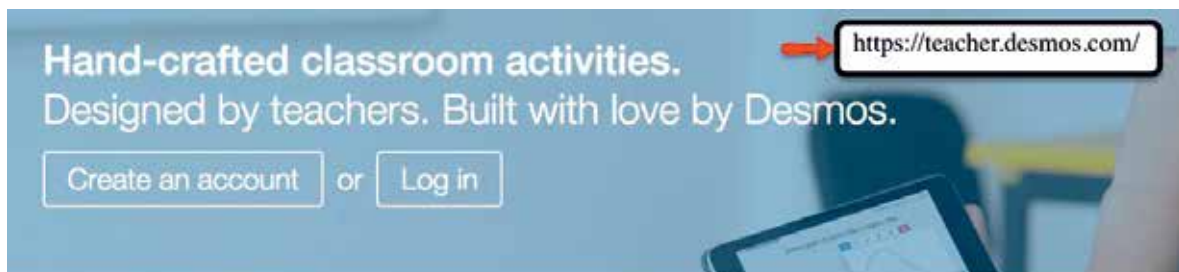 https://teacher.desmos.com/
Hand-crafted classroom activities.
Designed by teachers. Built with love by Desmos.
Create an account or Log in